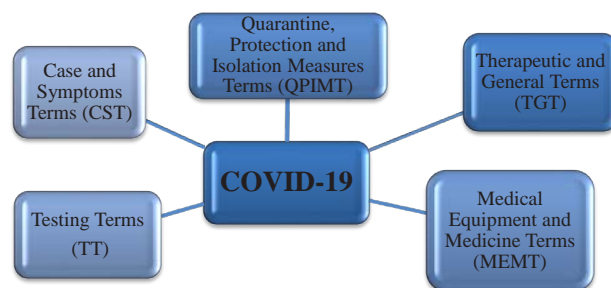 Quarantine,
Protection and
Isolation Measures
Terms (QPIMT)
Case and
Symptoms
Terms (CST)
Therapeutic and
General Terms
(TGT)
COVID-19
Testing Terms
(TT)
Medical
Equipment and
Medicine Terms
(MEMT)